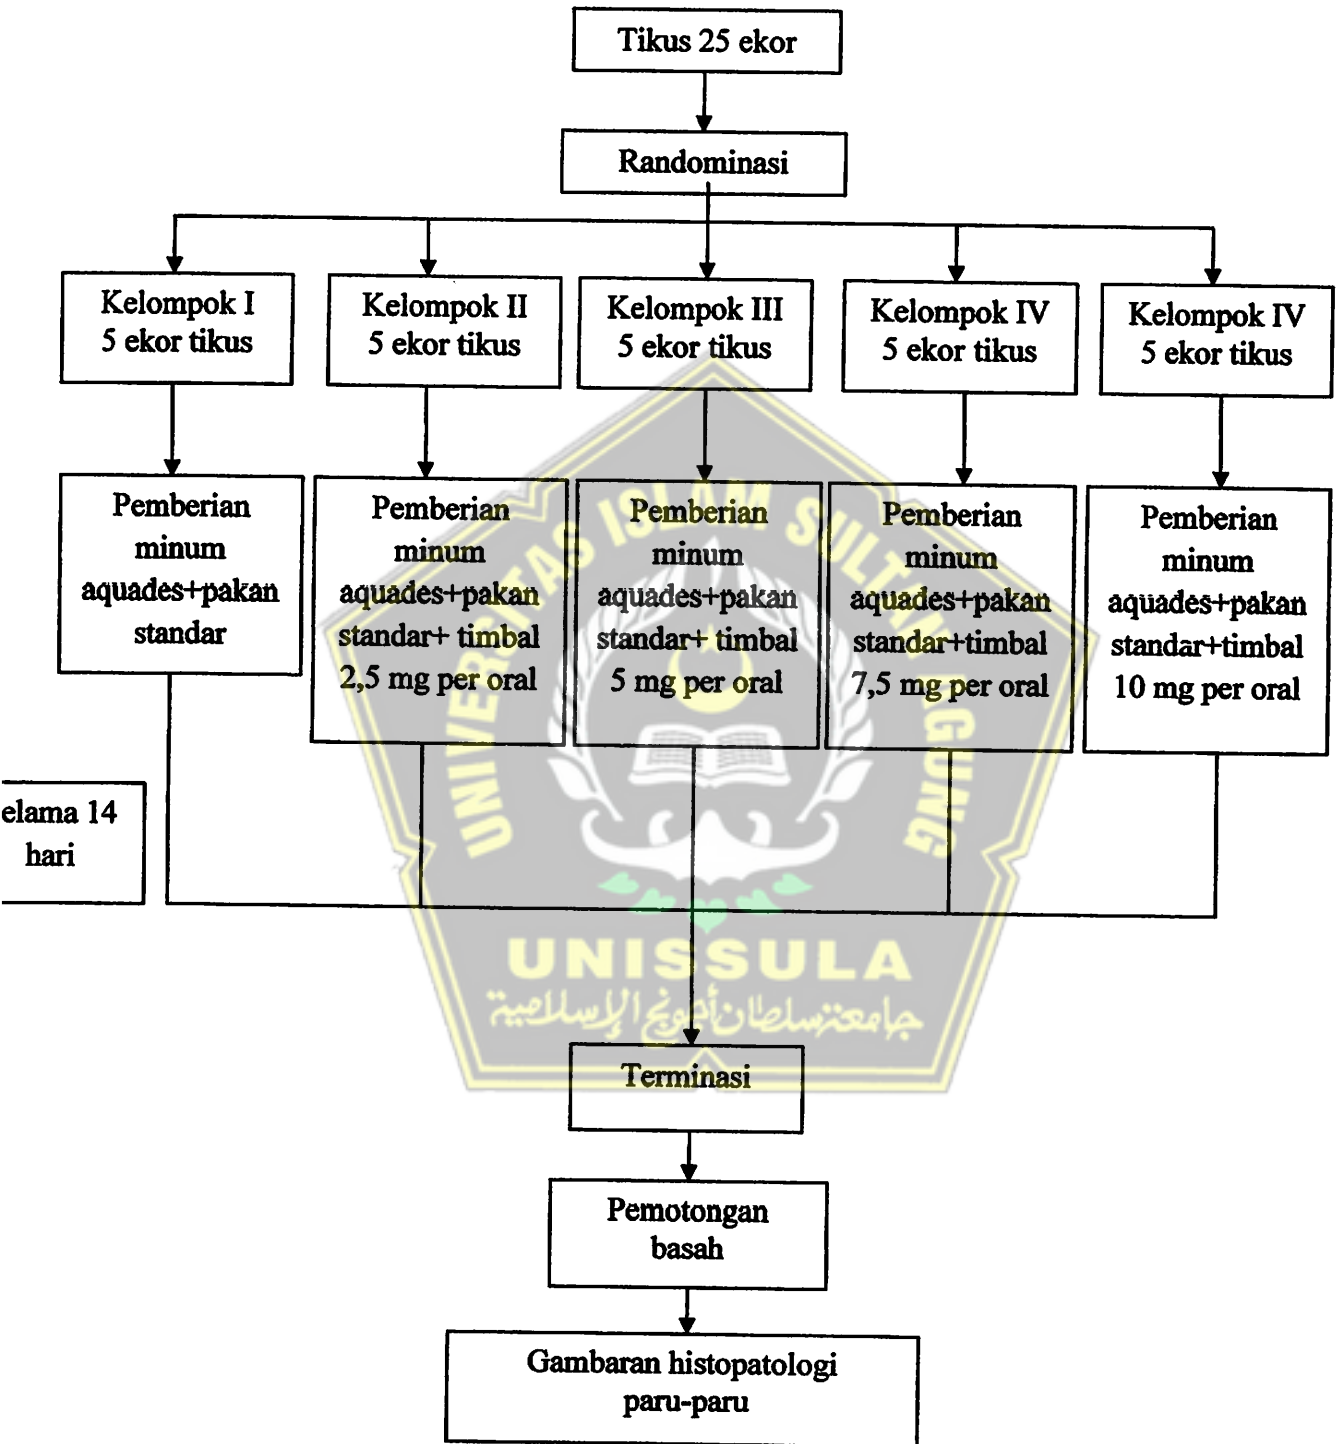 Tikus 25 ekor
Randominasi
Kelompok I
5 ekor tikus
Kelompok II
5 ekor tikus
Kelompok III
5 ekor tikus
Kelompok IV
5 ekor tikus
Kelompok IV
5 ekor tikus
Pemberian
minum
aquades+pakan
standar
Pemberian
minum
aquades+pakan
standar+ timbal
2,5 mg per oral
Pemberian
minum
aquades+pakan
standar+ timbal
5 mg per oral
Pemberian
minum
aquades+pakan
standar+timbal
7,5 mg per oral
Pemberian
minum
aquades+pakan
standar+timbal
10 mg per oral
elama 14
hari
UNIVERSITAS ISLAM SULTAN AGUNG
UNISSULA
جامعة سلطان أجونج الإسلامية
Terminasi
Pemotongan
basah
Gambaran histopatologi
paru-paru